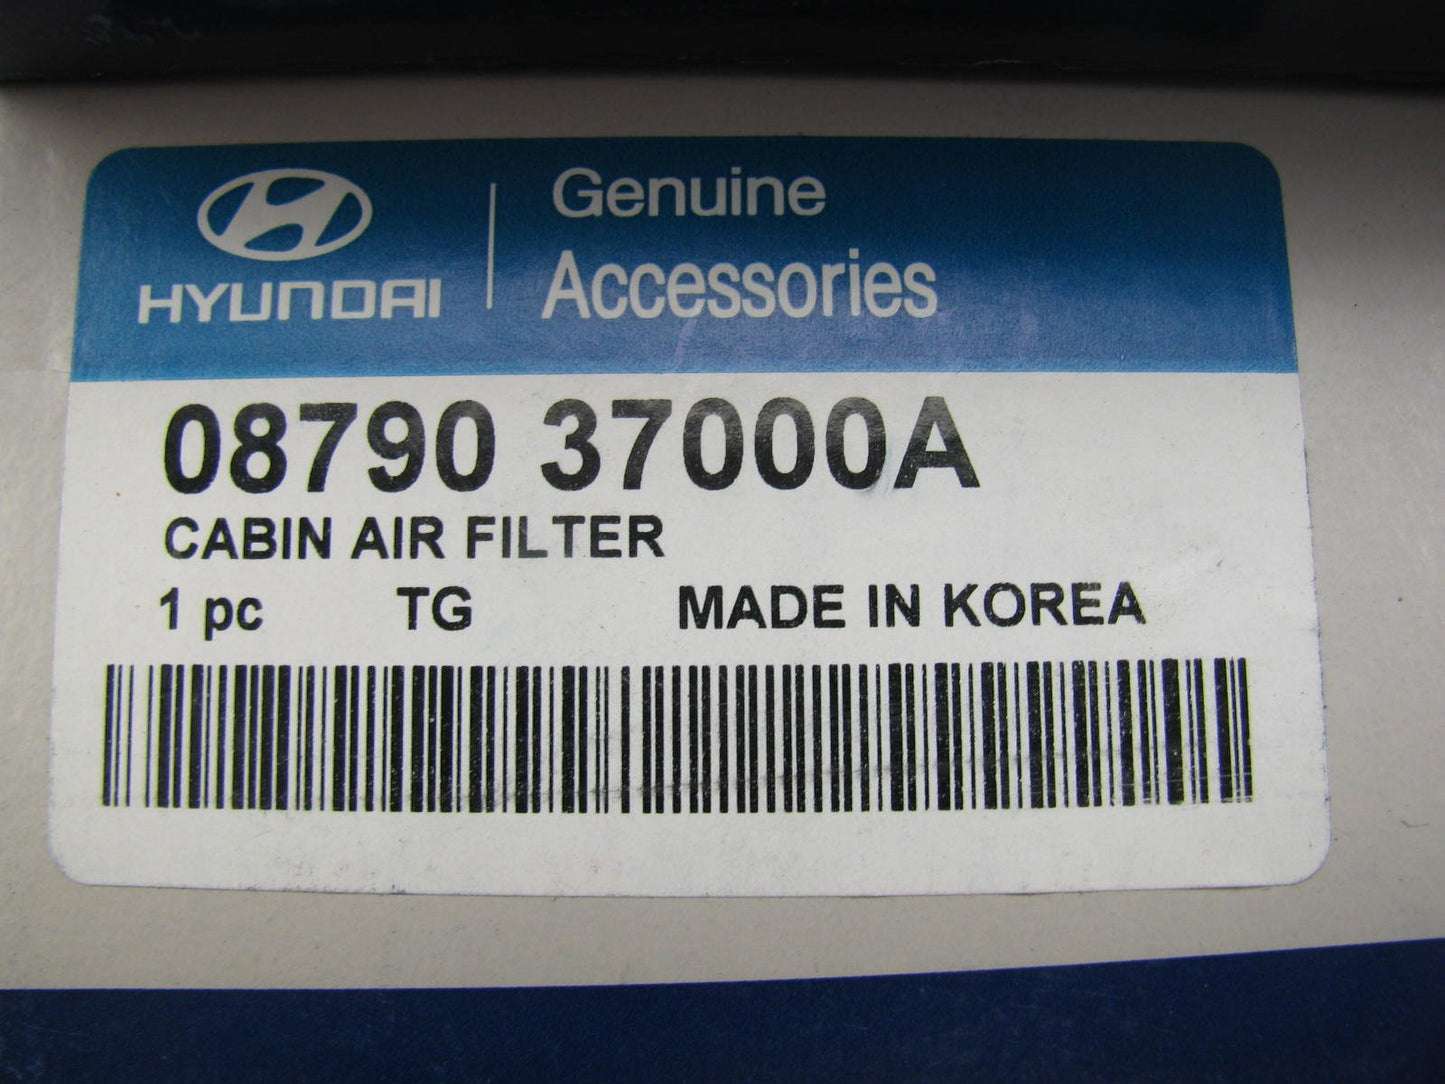 HYUNDAI
Genuine
Accessories
08790 37000A
CABIN AIR FILTER
1 pc TG MADE IN KOREA